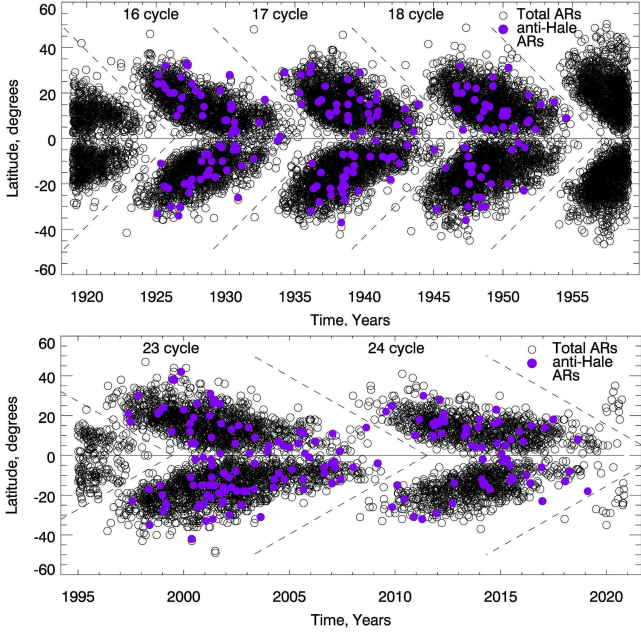 60
16 cycle 17 cycle 18 cycle Total ARs
anti-Hale
ARs
40
20
0
-20
-40
-60
Latitude, degrees
1920 1925 1930 1935 1940 1945 1950 1955
Time, Years
60
23 cycle 24 cycle Total ARs
anti-Hale
ARs
40
20
0
-20
-40
-60
Latitude, degrees
1995 2000 2005 2010 2015 2020
Time, Years